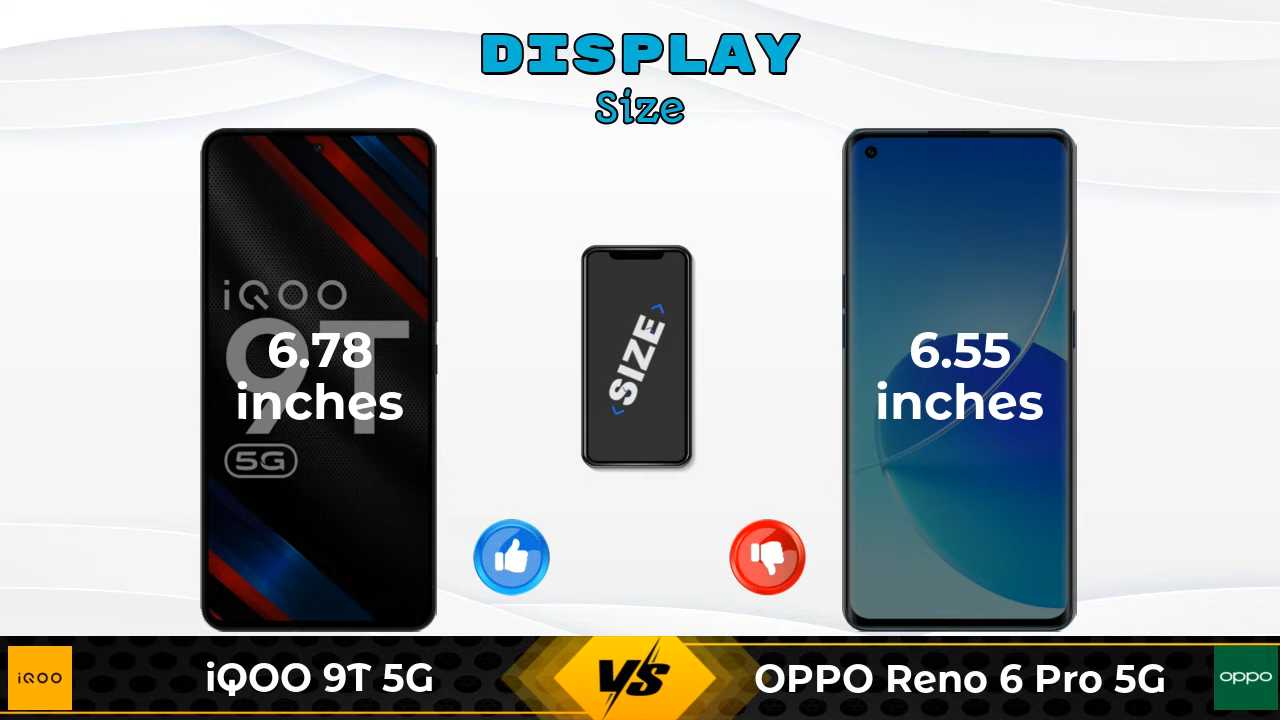 DISPLAY
Size
iQOO
9T
5G
6.78
inches
SIZE
6.55
inches
iQOO
iQOO 9T 5G
VS
OPPO Reno 6 Pro 5G
oppo